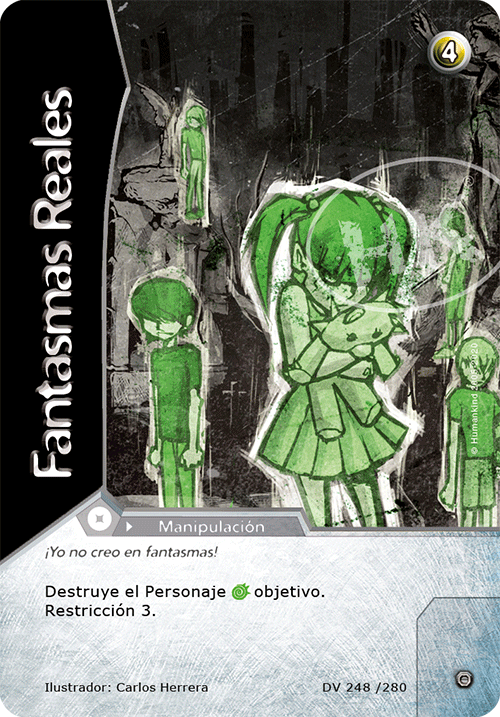 4
Fantasmas Reales
Manipulación
¡Yo no creo en fantasmas!
Destruye el Personaje objetivo.
Restricción 3.
Ilustrador: Carlos Herrera
DV 248 /280